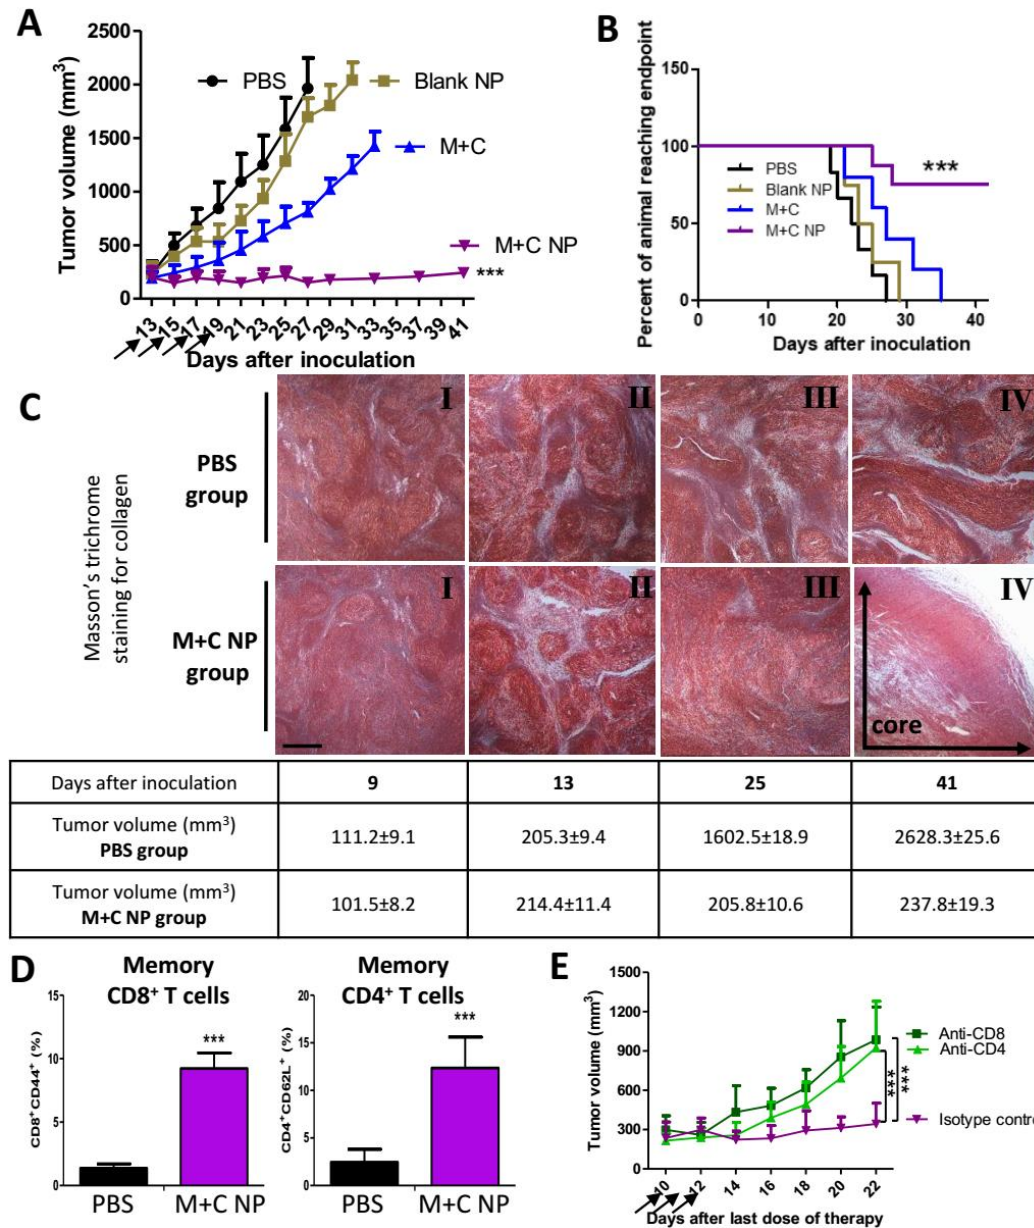 A
Tumor volume (mm³)
2500
2000
1500
1000
500
0
PBS
Blank NP
M+C
M+C NP
***
13 15 17 19 21 23 25 27 29 31 33 35 37 39 41
Days after inoculation
B
Percent of animal reaching endpoint
150
100
50
0
PBS
Blank NP
M+C
M+C NP
***
0 10 20 30 40
Days after inoculation
C
Masson's trichrome
staining for collagen
PBS
group
I II III IV
M+C NP
group
I II III IV
core
Days after inoculation 9 13 25 41
Tumor volume (mm³)
PBS group
111.2±9.1 205.3±9.4 1602.5±18.9 2628.3±25.6
Tumor volume (mm³)
M+C NP group
101.5±8.2 214.4±11.4 205.8±10.6 237.8±19.3
D
Memory
CD8⁺ T cells
CD8⁺CD44⁺ (%)
15
10
5
0
***
PBS M+C NP
Memory
CD4⁺ T cells
CD4⁺CD62L⁺ (%)
20
15
10
5
0
***
PBS M+C NP
E
Tumor volume (mm³)
1500
1200
900
600
300
0
Anti-CD8
Anti-CD4
***
***
Isotype contr
10 12 14 16 18 20 22
Days after last dose of therapy